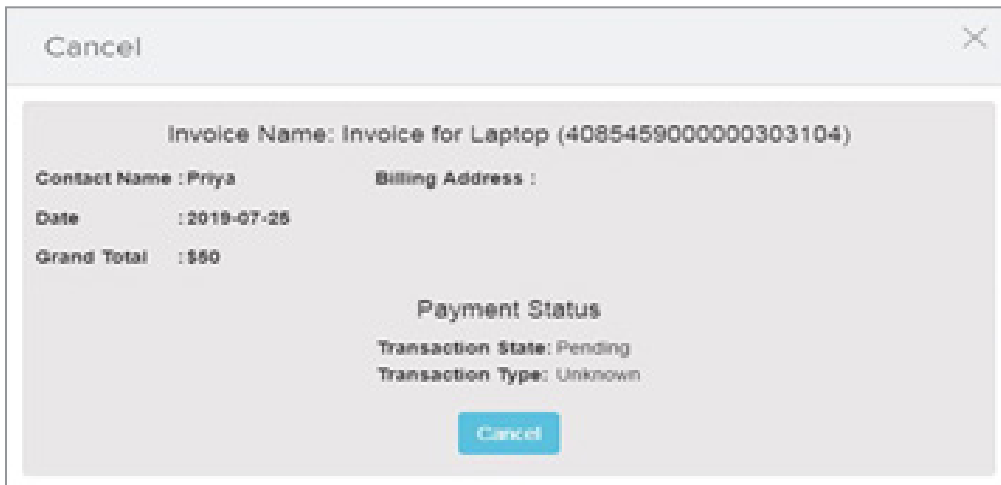 Cancel
Invoice Name: Invoice for Laptop (4085459000000303104)
Contact Name : Priya Billing Address :
Date : 2019-07-25
Grand Total : $50
Payment Status
Transaction State: Pending
Transaction Type: Unknown
Cancel